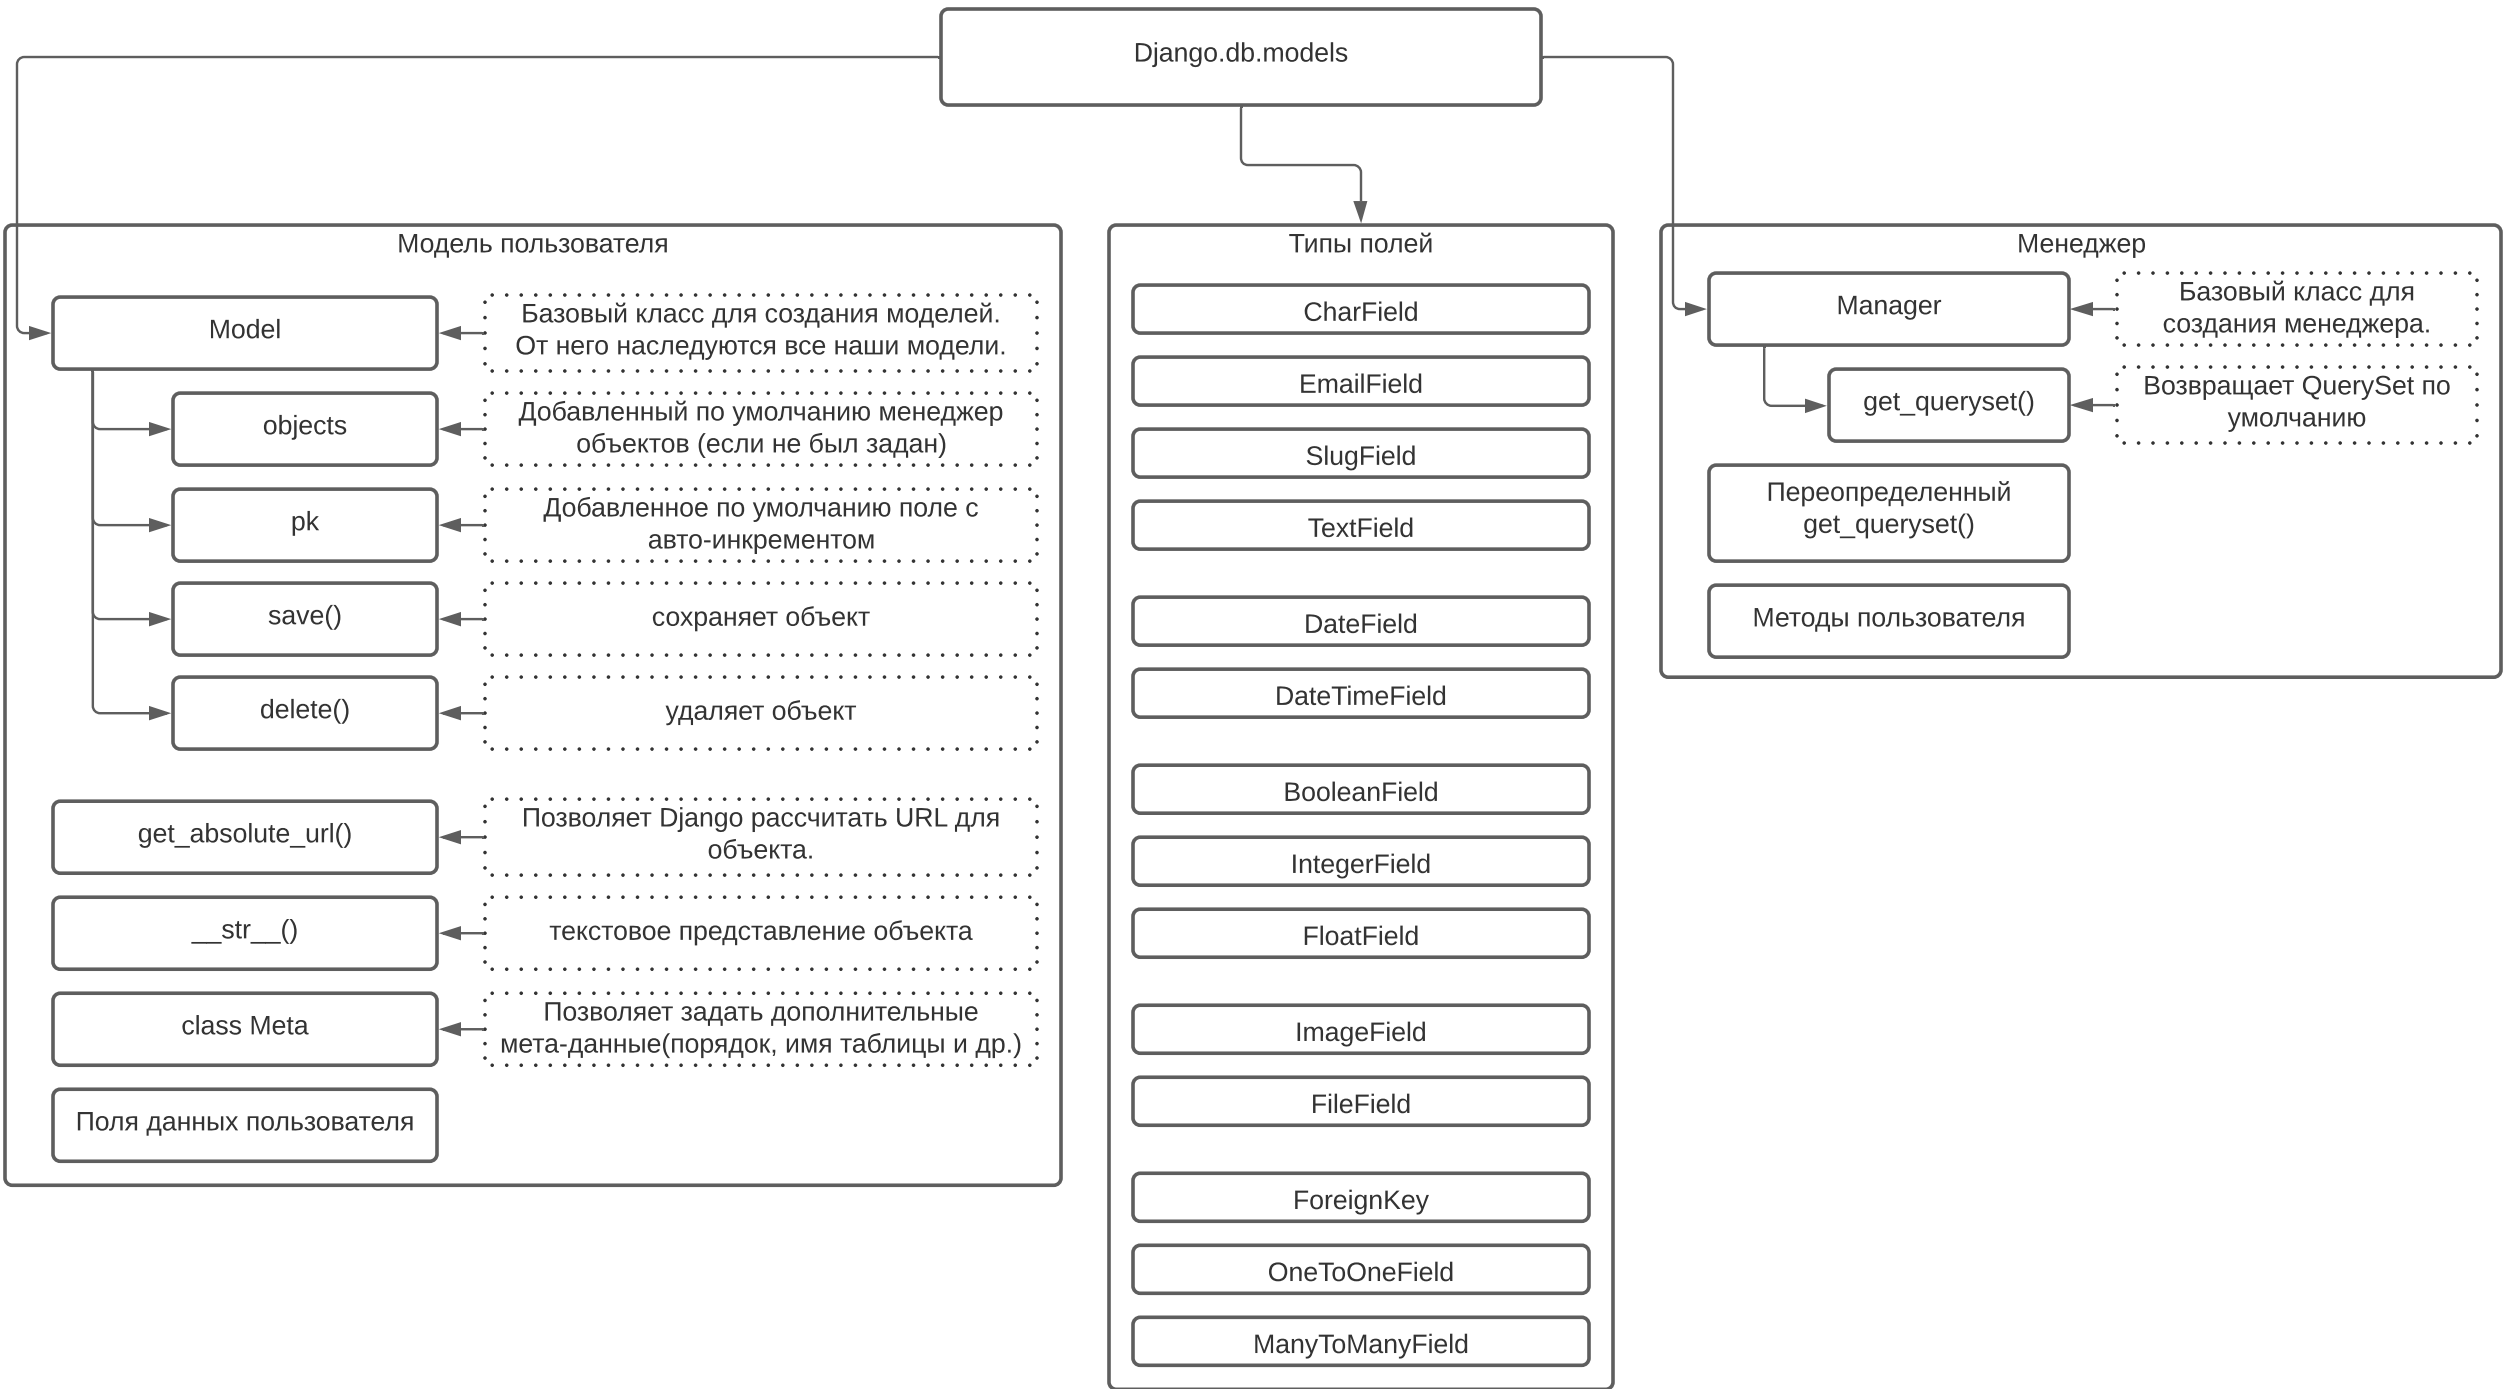 Django.db.models
Модель пользователя
Model
Базовый класс для создания моделей.
От него наследуются все наши модели.
objects
Добавленный по умолчанию менеджер
объектов (если не был задан)
pk
Добавленное по умолчанию поле с
авто-инкрементом
save()
сохраняет объект
delete()
удаляет объект
get_absolute_url()
Позволяет Django рассчитать URL для
объекта.
__str__()
текстовое представление объекта
class Meta
Позволяет задать дополнительные
мета-данные(порядок, имя таблицы и др.)
Поля данных пользователя
Типы полей
CharField
EmailField
SlugField
TextField
DateField
DateTimeField
BooleanField
IntegerField
FloatField
ImageField
FileField
ForeignKey
OneToOneField
ManyToManyField
Менеджер
Manager
Базовый класс для
создания менеджера.
get_queryset()
Возвращает QuerySet по
умолчанию
Переопределенный
get_queryset()
Методы пользователя